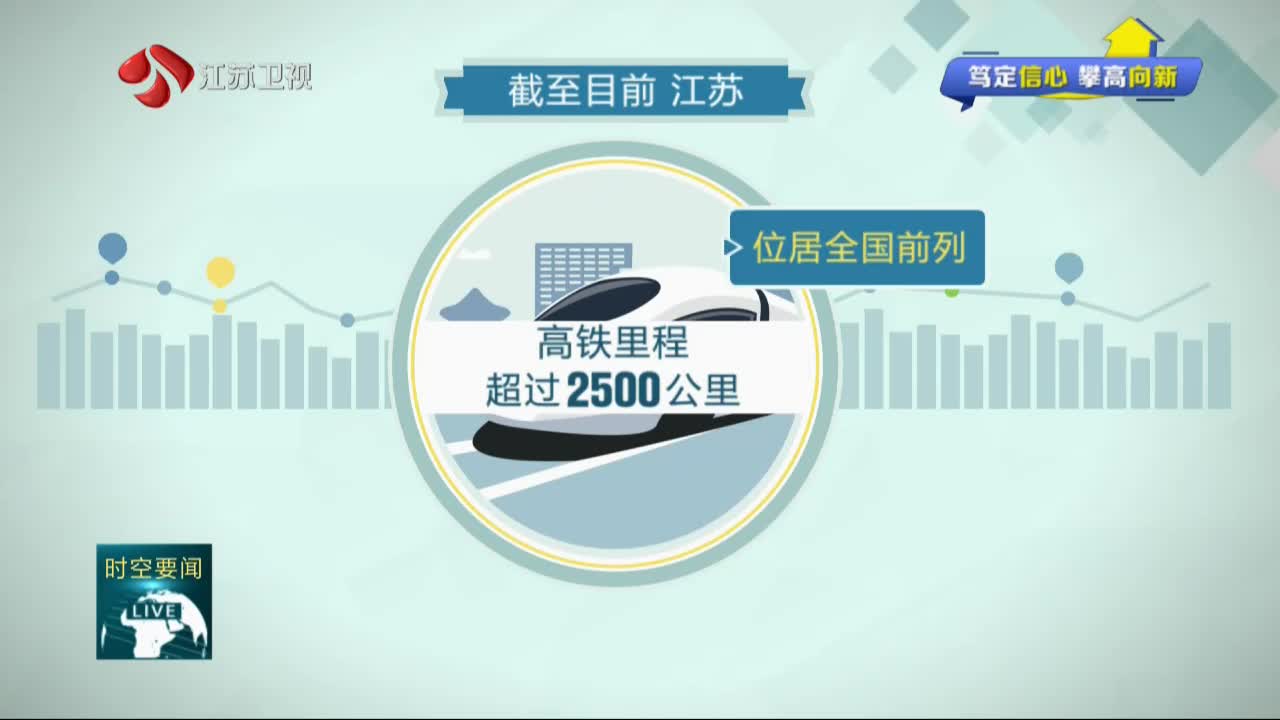 江苏卫视
截至目前 江苏
笃定信心 攀高向新
位居全国前列
高铁里程
超过2500公里
时空要闻
LIVE